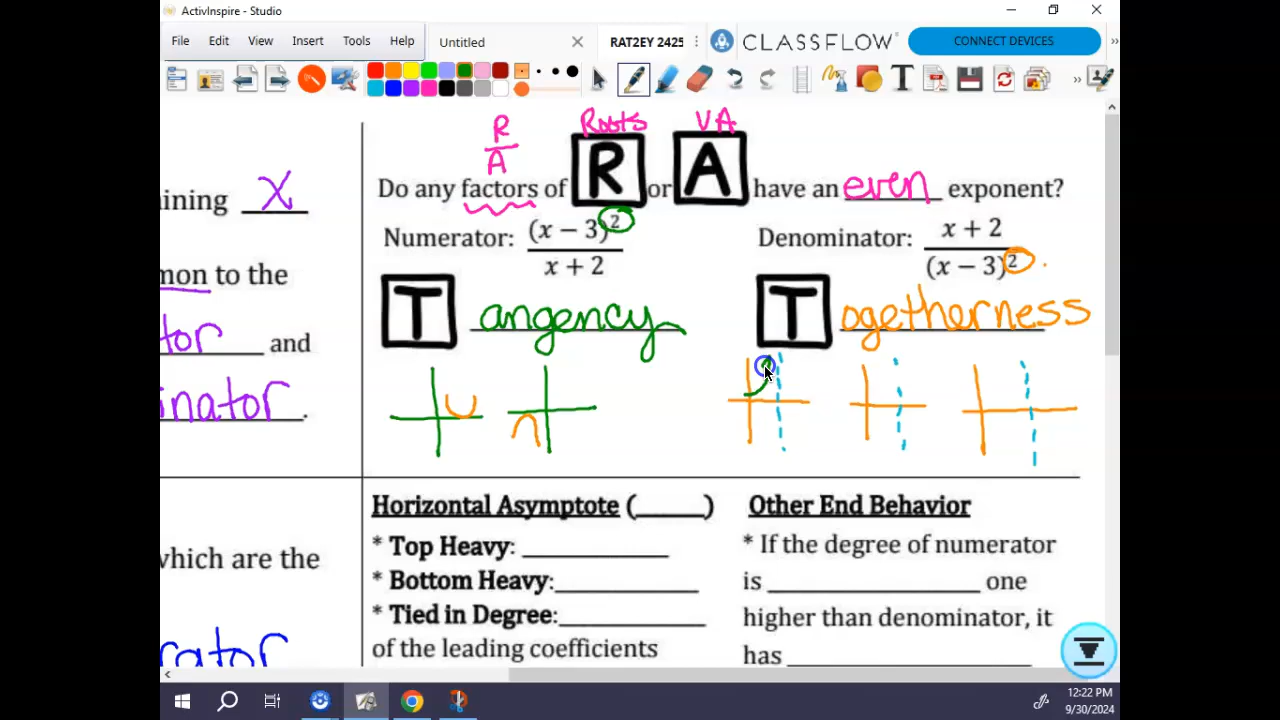 ActivInspire - Studio
File Edit View Insert Tools Help Untitled RAT2EY 2425 CLASSFLOW CONNECT DEVICES
R Roots VA
A
ining X Do any factors of R or A have an even exponent?
Numerator: (x − 3)² Denominator: x + 2
x + 2 (x − 3)²
mon to the
T angency T ogetherness
tor and
inator.
Horizontal Asymptote (_____) Other End Behavior
* Top Heavy: ____________ * If the degree of numerator
which are the * Bottom Heavy:____________ is _________________ one
* Tied in Degree:____________ higher than denominator, it
rator of the leading coefficients has ___________________
12:22 PM
9/30/2024